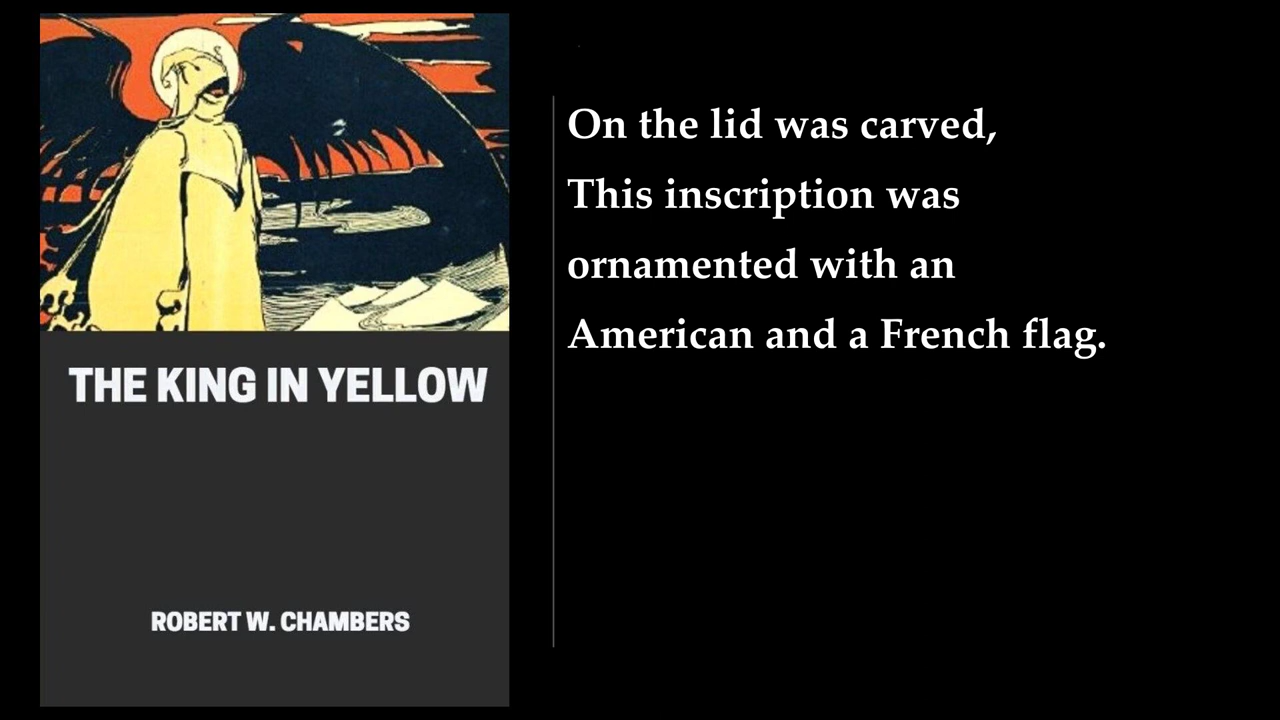 THE KING IN YELLOW
ROBERT W. CHAMBERS
On the lid was carved,
This inscription was
ornamented with an
American and a French flag.